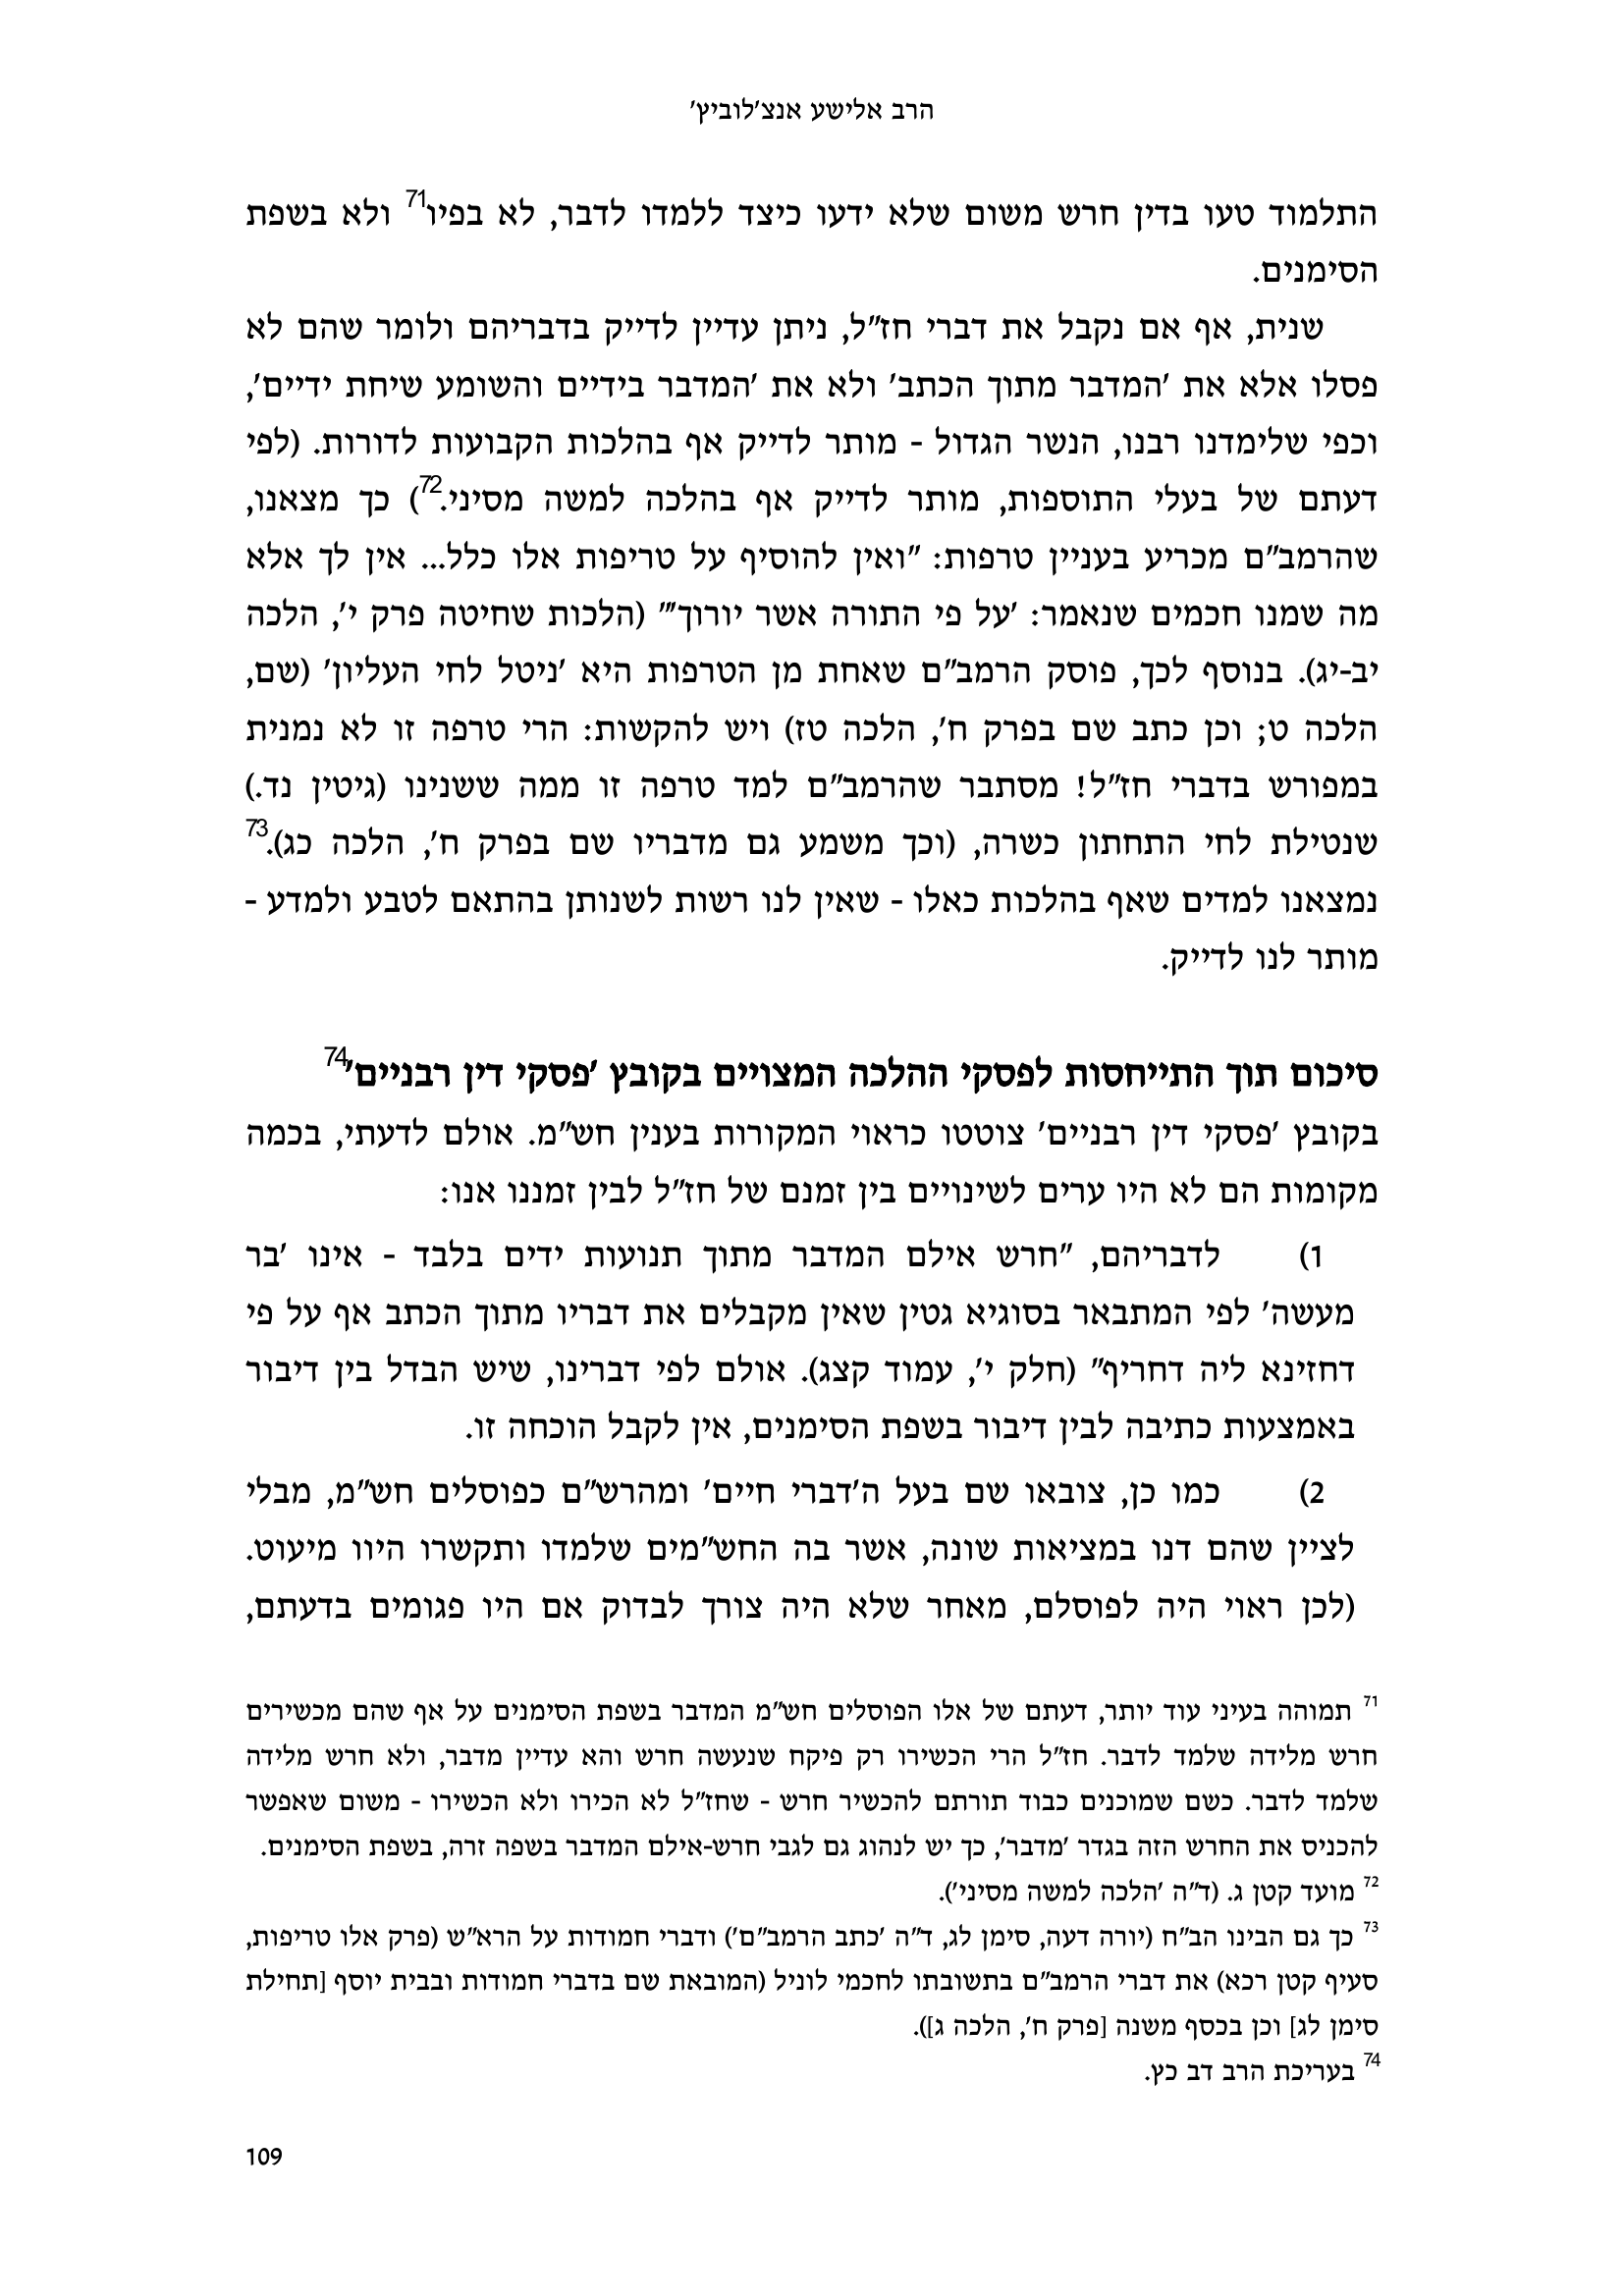 הרב אלישע אנצ'לוביץ'
התלמוד טעו בדין חרש משום שלא ידעו כיצד ללמדו לדבר, לא בפיו71 ולא בשפת
הסימנים.
שנית, אף אם נקבל את דברי חז"ל, ניתן עדיין לדייק בדבריהם ולומר שהם לא
פסלו אלא את 'המדבר מתוך הכתב' ולא את 'המדבר בידיים והשומע שיחת ידיים',
וכפי שלימדנו רבנו, הנשר הגדול - מותר לדייק אף בהלכות הקבועות לדורות. (לפי
דעתם של בעלי התוספות, מותר לדייק אף בהלכה למשה מסיני.72) כך מצאנו,
שהרמב"ם מכריע בעניין טרפות: "ואין להוסיף על טריפות אלו כלל... אין לך אלא
מה שמנו חכמים שנאמר: 'על פי התורה אשר יורוך'" (הלכות שחיטה פרק י', הלכה
יב-יג). בנוסף לכך, פוסק הרמב"ם שאחת מן הטרפות היא 'ניטל לחי העליון' (שם,
הלכה ט; וכן כתב שם בפרק ח', הלכה טז) ויש להקשות: הרי טרפה זו לא נמנית
במפורש בדברי חז"ל! מסתבר שהרמב"ם למד טרפה זו ממה ששנינו (גיטין נד.)
שנטילת לחי התחתון כשרה, (וכך משמע גם מדבריו שם בפרק ח', הלכה כג).73
נמצאנו למדים שאף בהלכות כאלו - שאין לנו רשות לשנותן בהתאם לטבע ולמדע -
מותר לנו לדייק.
סיכום תוך התייחסות לפסקי ההלכה המצויים בקובץ 'פסקי דין רבניים'74
בקובץ 'פסקי דין רבניים' צוטטו כראוי המקורות בענין חש"מ. אולם לדעתי, בכמה
מקומות הם לא היו ערים לשינויים בין זמנם של חז"ל לבין זמננו אנו:
1) לדבריהם, "חרש אילם המדבר מתוך תנועות ידים בלבד - אינו 'בר
מעשה' לפי המתבאר בסוגיא גטין שאין מקבלים את דבריו מתוך הכתב אף על פי
דחזינא ליה דחריף" (חלק י', עמוד קצג). אולם לפי דברינו, שיש הבדל בין דיבור
באמצעות כתיבה לבין דיבור בשפת הסימנים, אין לקבל הוכחה זו.
2) כמו כן, צובאו שם בעל ה'דברי חיים' ומהרש"ם כפוסלים חש"מ, מבלי
לציין שהם דנו במציאות שונה, אשר בה החש"מים שלמדו ותקשרו היוו מיעוט.
(לכן ראוי היה לפוסלם, מאחר שלא היה צורך לבדוק אם היו פגומים בדעתם,
71 תמוהה בעיני עוד יותר, דעתם של אלו הפוסלים חש"מ המדבר בשפת הסימנים על אף שהם מכשירים
חרש מלידה שלמד לדבר. חז"ל הרי הכשירו רק פיקח שנעשה חרש והא עדיין מדבר, ולא חרש מלידה
שלמד לדבר. כשם שמוכנים כבוד תורתם להכשיר חרש - שחז"ל לא הכירו ולא הכשירו - משום שאפשר
להכניס את החרש הזה בגדר 'מדבר', כך יש לנהוג גם לגבי חרש-אילם המדבר בשפה זרה, בשפת הסימנים.
72 מועד קטן ג. (ד"ה 'הלכה למשה מסיני').
73 כך גם הבינו הב"ח (יורה דעה, סימן לג, ד"ה 'כתב הרמב"ם') ודברי חמודות על הרא"ש (פרק אלו טריפות,
סעיף קטן רכא) את דברי הרמב"ם בתשובתו לחכמי לוניל (המובאת שם בדברי חמודות ובבית יוסף [תחילת
סימן לג] וכן בכסף משנה [פרק ח', הלכה ג]).
74 בעריכת הרב דב כץ.
109